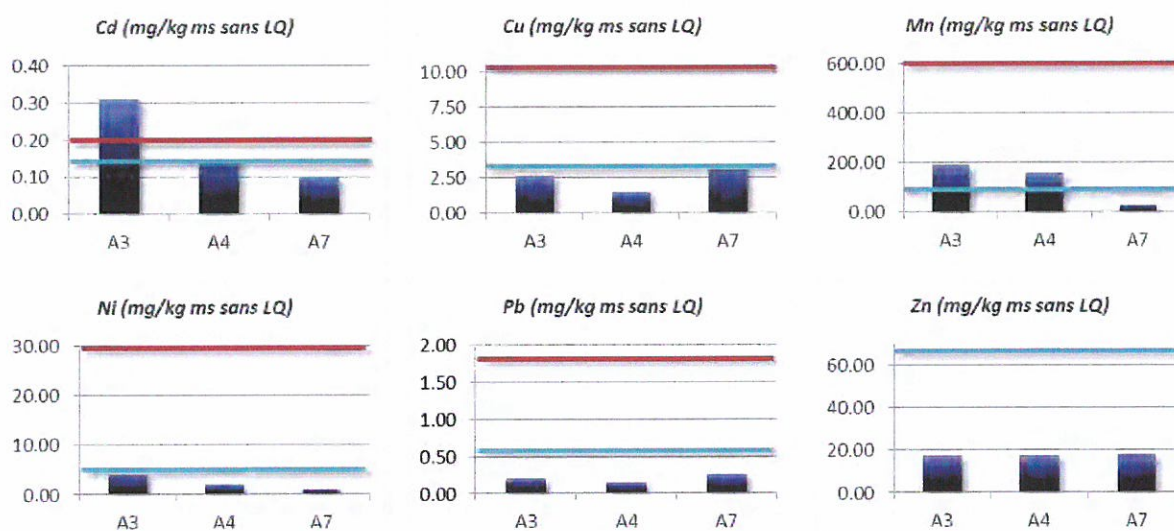 Cd (mg/kg ms sans LQ)
0.40
0.30
0.20
0.10
0.00
A3 A4 A7
Cu (mg/kg ms sans LQ)
10.00
7.50
5.00
2.50
0.00
A3 A4 A7
Mn (mg/kg ms sans LQ)
600.00
400.00
200.00
0.00
A3 A4 A7
Ni (mg/kg ms sans LQ)
30.00
20.00
10.00
0.00
A3 A4 A7
Pb (mg/kg ms sans LQ)
2.00
1.50
1.00
0.50
0.00
A3 A4 A7
Zn (mg/kg ms sans LQ)
60.00
40.00
20.00
0.00
A3 A4 A7